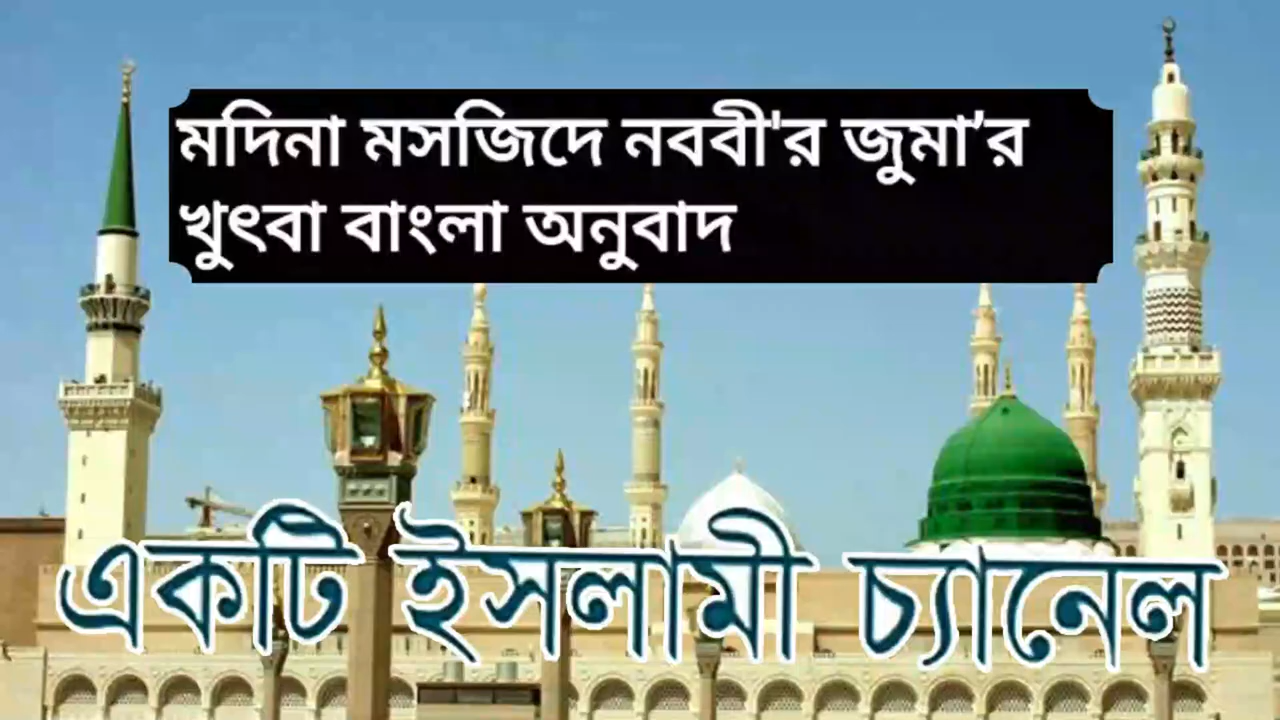 মদিনা মসজিদে নববী'র জুমা’র
খুৎবা বাংলা অনুবাদ
একটি ইসলামী চ্যানেল